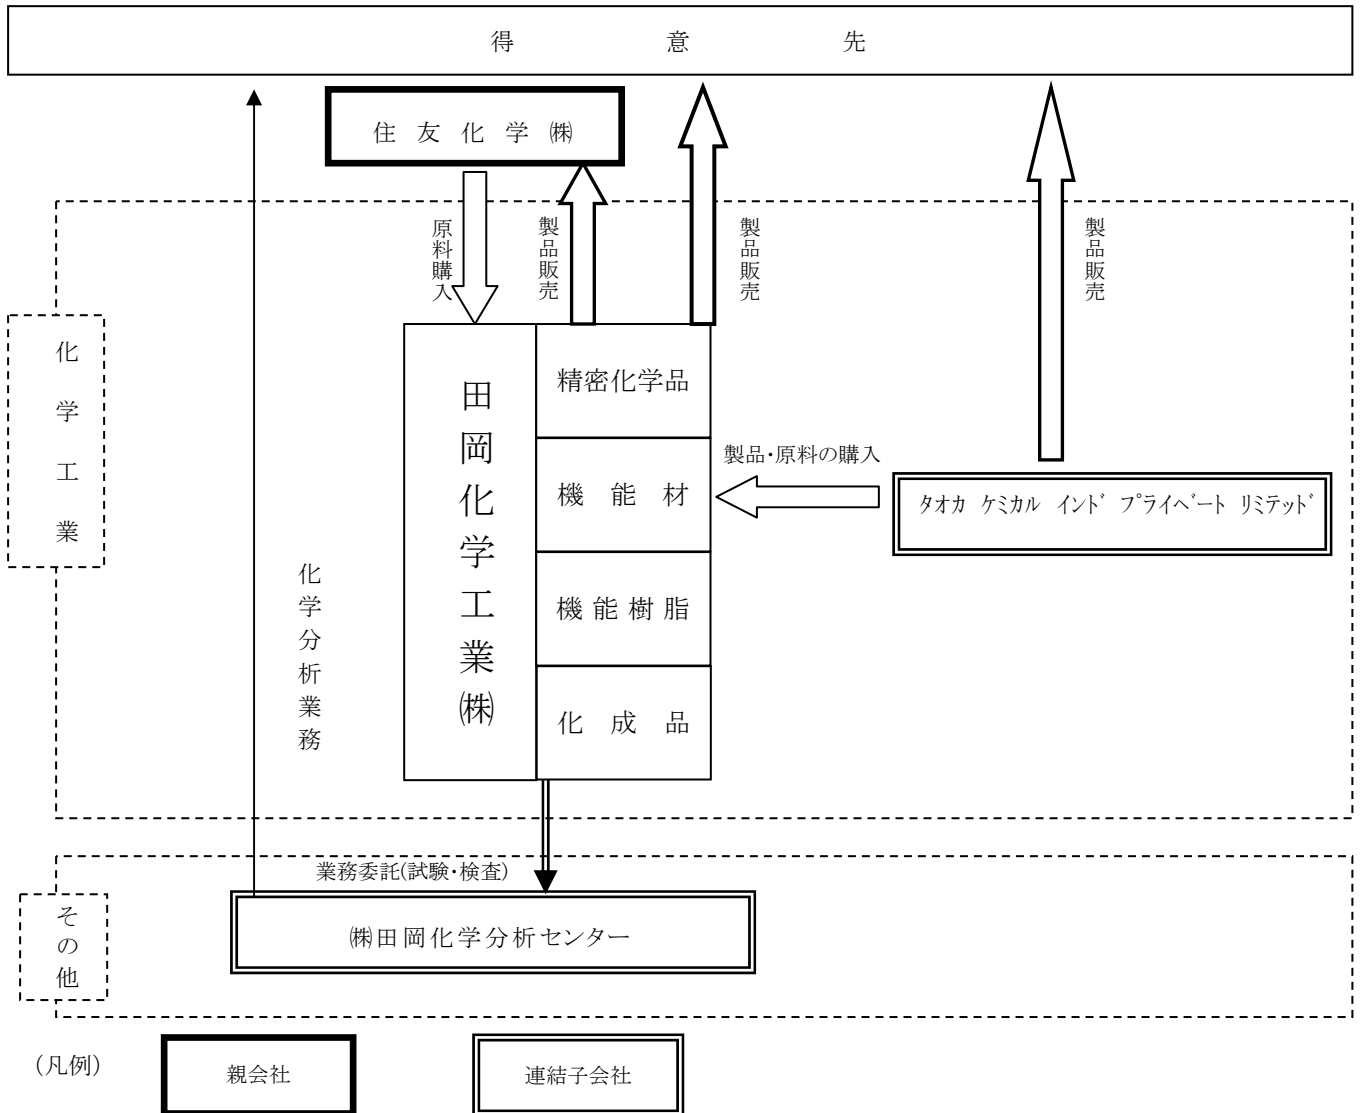 得意先
住友化学㈱
原料購入
製品販売
製品販売
製品販売
化学工業
田岡化学工業㈱
精密化学品
機能材
機能樹脂
化成品
製品・原料の購入
タオカ ケミカル インド プライベート リミテッド
化学分析業務
業務委託(試験・検査)
その他
㈱田岡化学分析センター
(凡例)
親会社
連結子会社